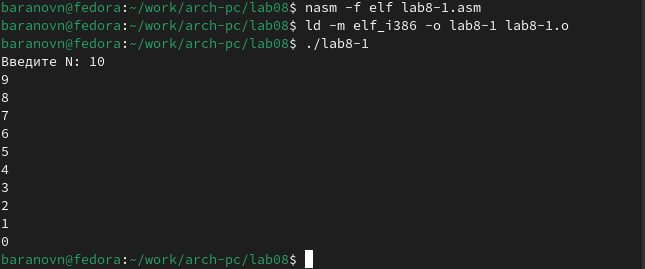 baranovn@fedora:~/work/arch-pc/lab08$ nasm -f elf lab8-1.asm
baranovn@fedora:~/work/arch-pc/lab08$ ld -m elf_i386 -o lab8-1 lab8-1.o
baranovn@fedora:~/work/arch-pc/lab08$ ./lab8-1
Введите N: 10
9
8
7
6
5
4
3
2
1
0
baranovn@fedora:~/work/arch-pc/lab08$